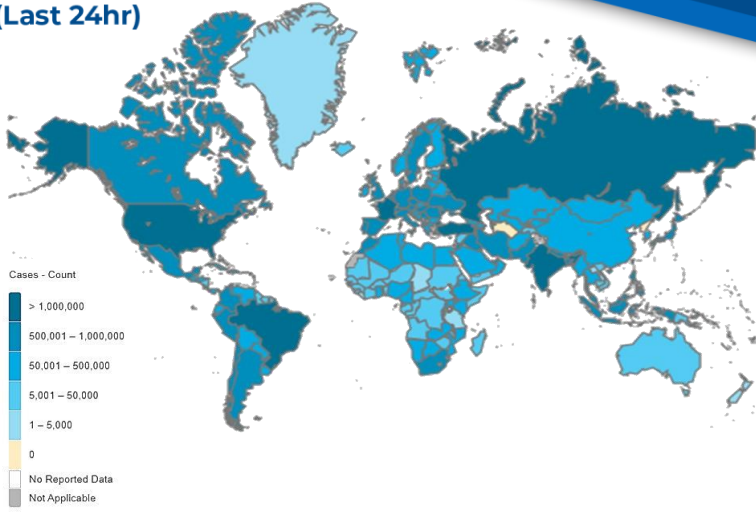 (Last 24hr)
Cases - Count
> 1,000,000
500,001 – 1,000,000
50,001 – 500,000
5,001 – 50,000
1 – 5,000
0
No Reported Data
Not Applicable